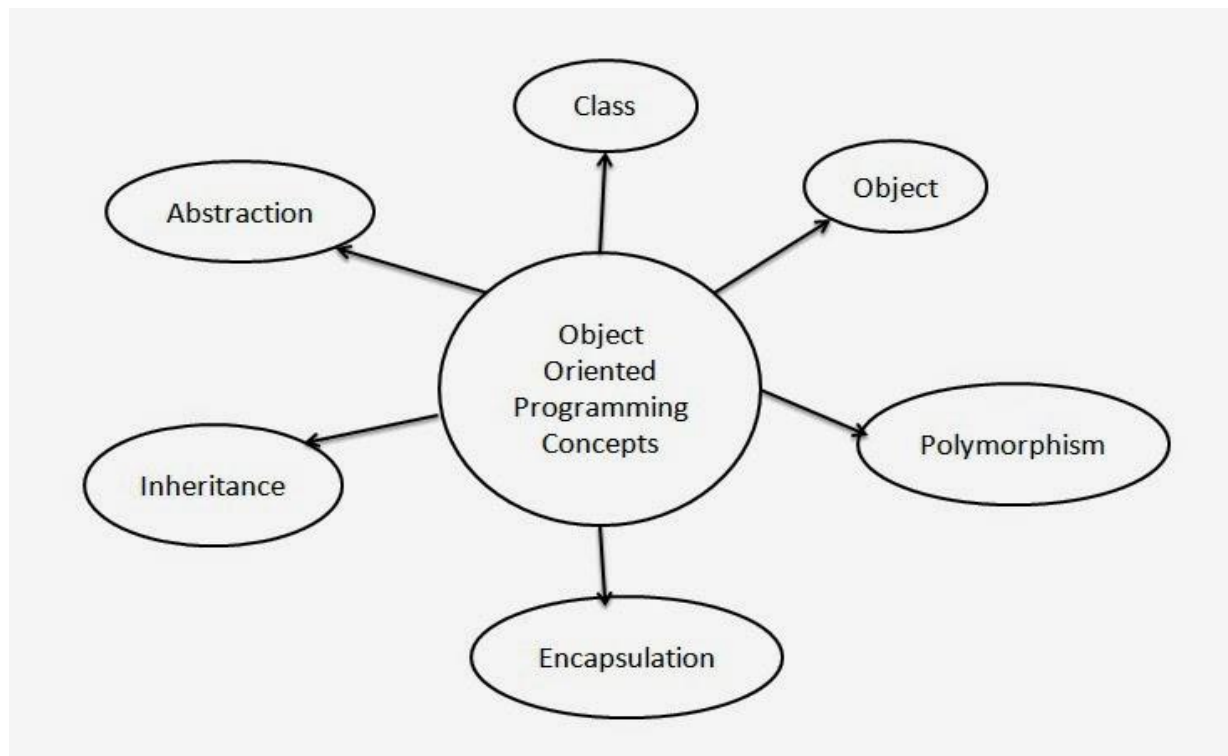 Class
Object
Abstraction
Object
Oriented
Programming
Concepts
Polymorphism
Inheritance
Encapsulation